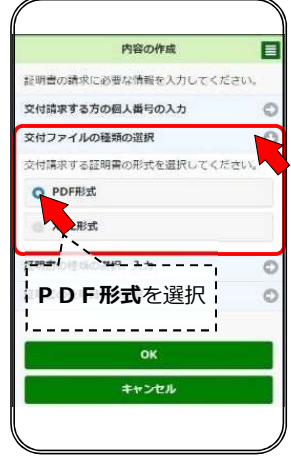 内容の作成
証明書の請求に必要な情報を入力してください。
交付請求する方の個人番号の入力
交付ファイルの種類の選択
交付請求する証明書の形式を選択してください。
PDF形式
形式
ＰＤＦ形式を選択
OK
キャンセル